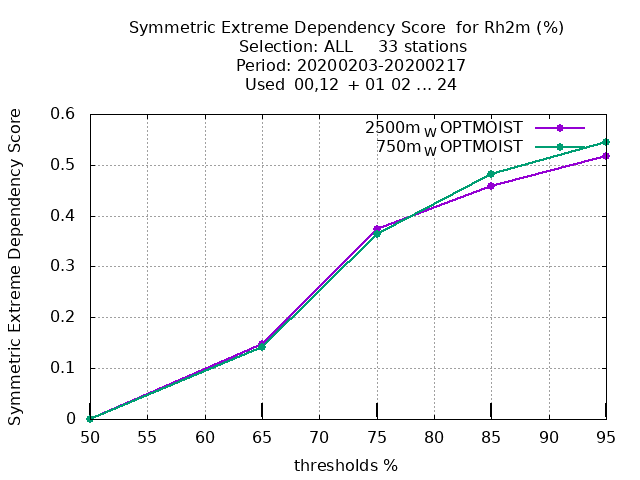 Symmetric Extreme Dependency Score for Rh2m (%)
Selection: ALL 33 stations
Period: 20200203-20200217
Used 00,12 + 01 02 ... 24
2500m W OPTMOIST
750m W OPTMOIST
Symmetric Extreme Dependency Score
0.6
0.5
0.4
0.3
0.2
0.1
0
50 55 60 65 70 75 80 85 90 95
thresholds %